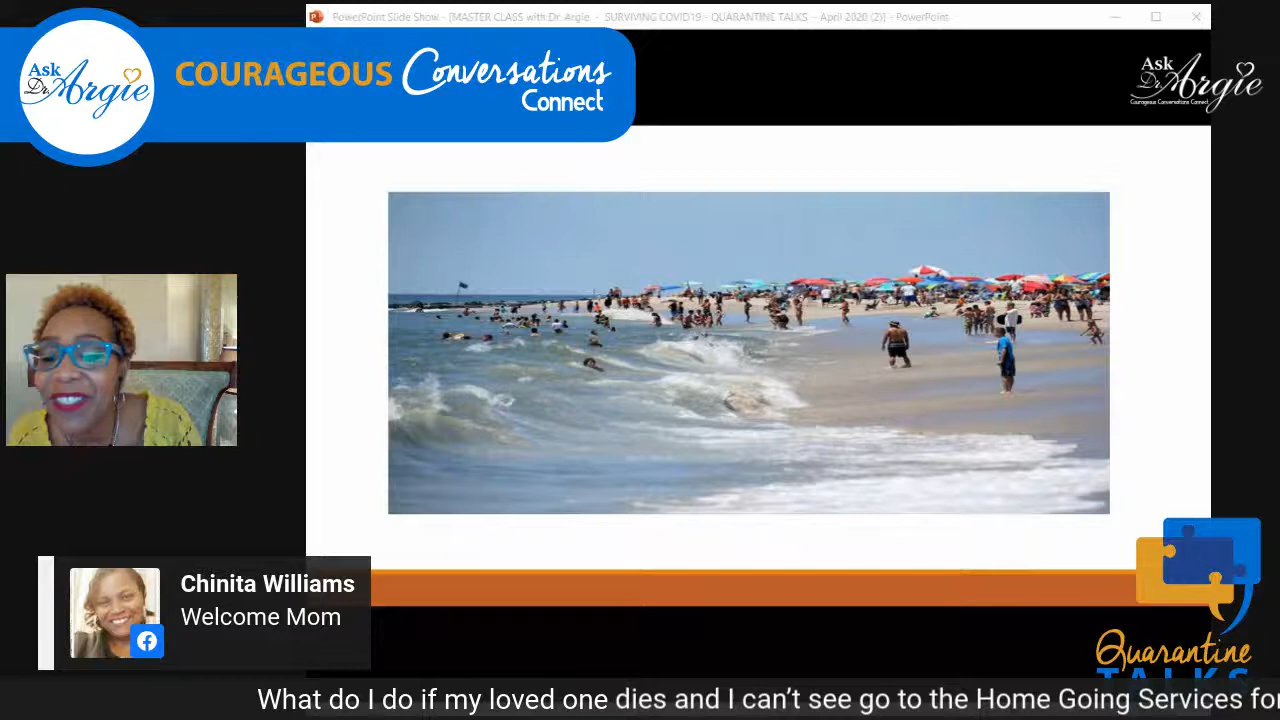 PowerPoint Slide Show - [MASTER CLASS with Dr. Argie - SURVIVING COVID19 - QUARANTINE TALKS - April 2020 (2)] - PowerPoint
Ask
Dr. Argie
COURAGEOUS Conversations
Connect
Ask
Dr. Argie
Courageous Conversations Connect
Chinita Williams
Welcome Mom
Quarantine
TALKS
What do I do if my loved one dies and I can’t see go to the Home Going Services for